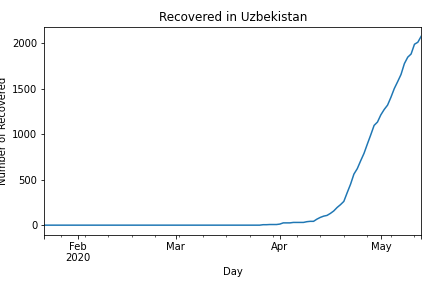 Recovered in Uzbekistan
Number of Recovered
2000
1500
1000
500
0
Feb
2020
Mar
Apr
May
Day